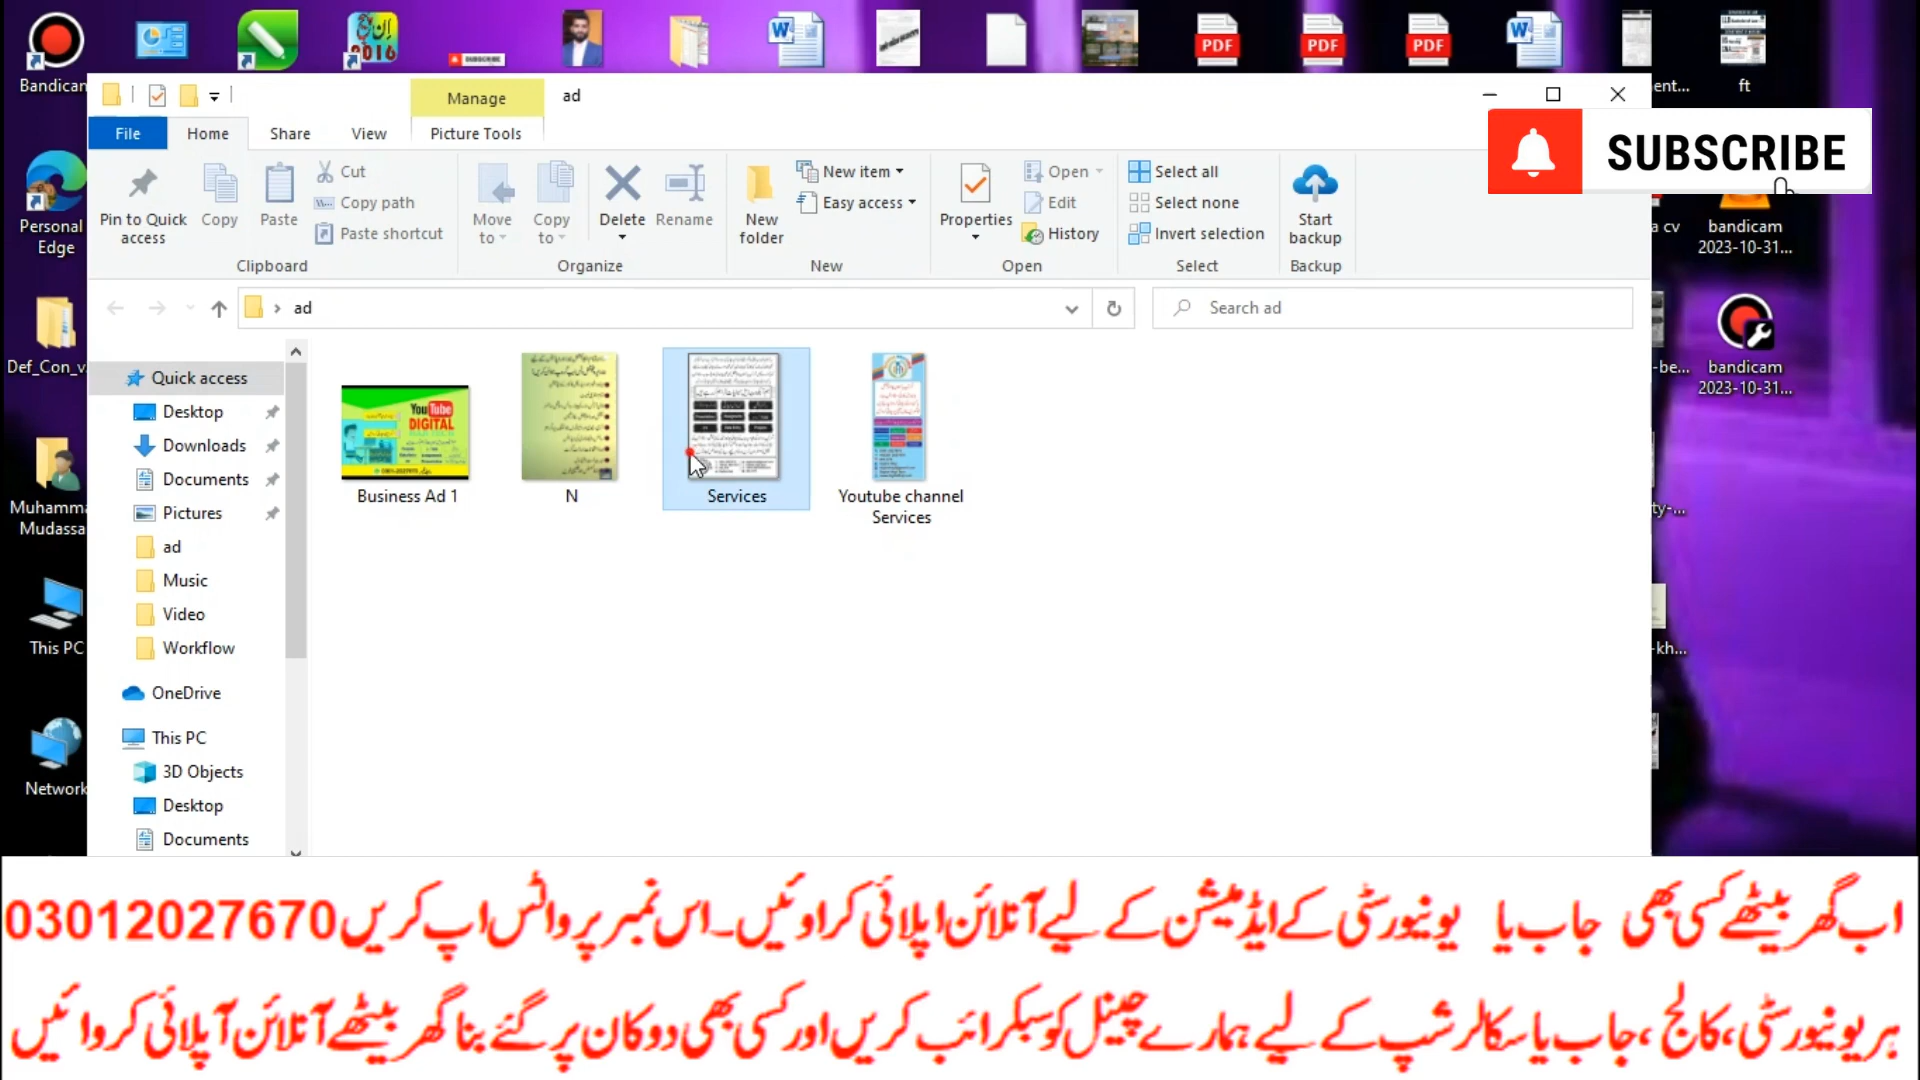 Bandicam
2016
SUBSCRIBE
PDF
PDF
PDF
ent...
ft
Manage
ad
File
Home
Share
View
Picture Tools
SUBSCRIBE
Pin to Quick access
Copy
Paste
Cut
Copy path
Paste shortcut
Clipboard
Move to
Copy to
Delete
Rename
Organize
New folder
New item
Easy access
New
Properties
Open
Edit
History
Open
Select all
Select none
Invert selection
Select
Start backup
Backup
a cv
bandicam
2023-10-31...
Personal
Edge
ad
Search ad
Def_Con_v
-be...
bandicam
2023-10-31...
Quick access
Desktop
Downloads
Documents
Pictures
ad
Music
Video
Workflow
OneDrive
This PC
3D Objects
Desktop
Documents
YouTube
DIGITAL
Business Ad 1
N
Services
Youtube channel
Services
Muhamma
Mudassa
ty-...
This PC
-kh...
Network
اب گھر بیٹھے کسی بھی جاب یا یونیورسٹی کے ایڈمیشن کے لیے آنلائن اپلائی کراوئیں۔اس نمبر پر واٹس اپ کریں 03012027670
ہر یونیورسٹی، کالج ،جاب یا سکالرشپ کے لیے ہمارے چینل کو سبکرائب کریں اور کسی بھی دوکان پر گئے بنا گھر بیٹھے آنلائن آپلائی کروائیں